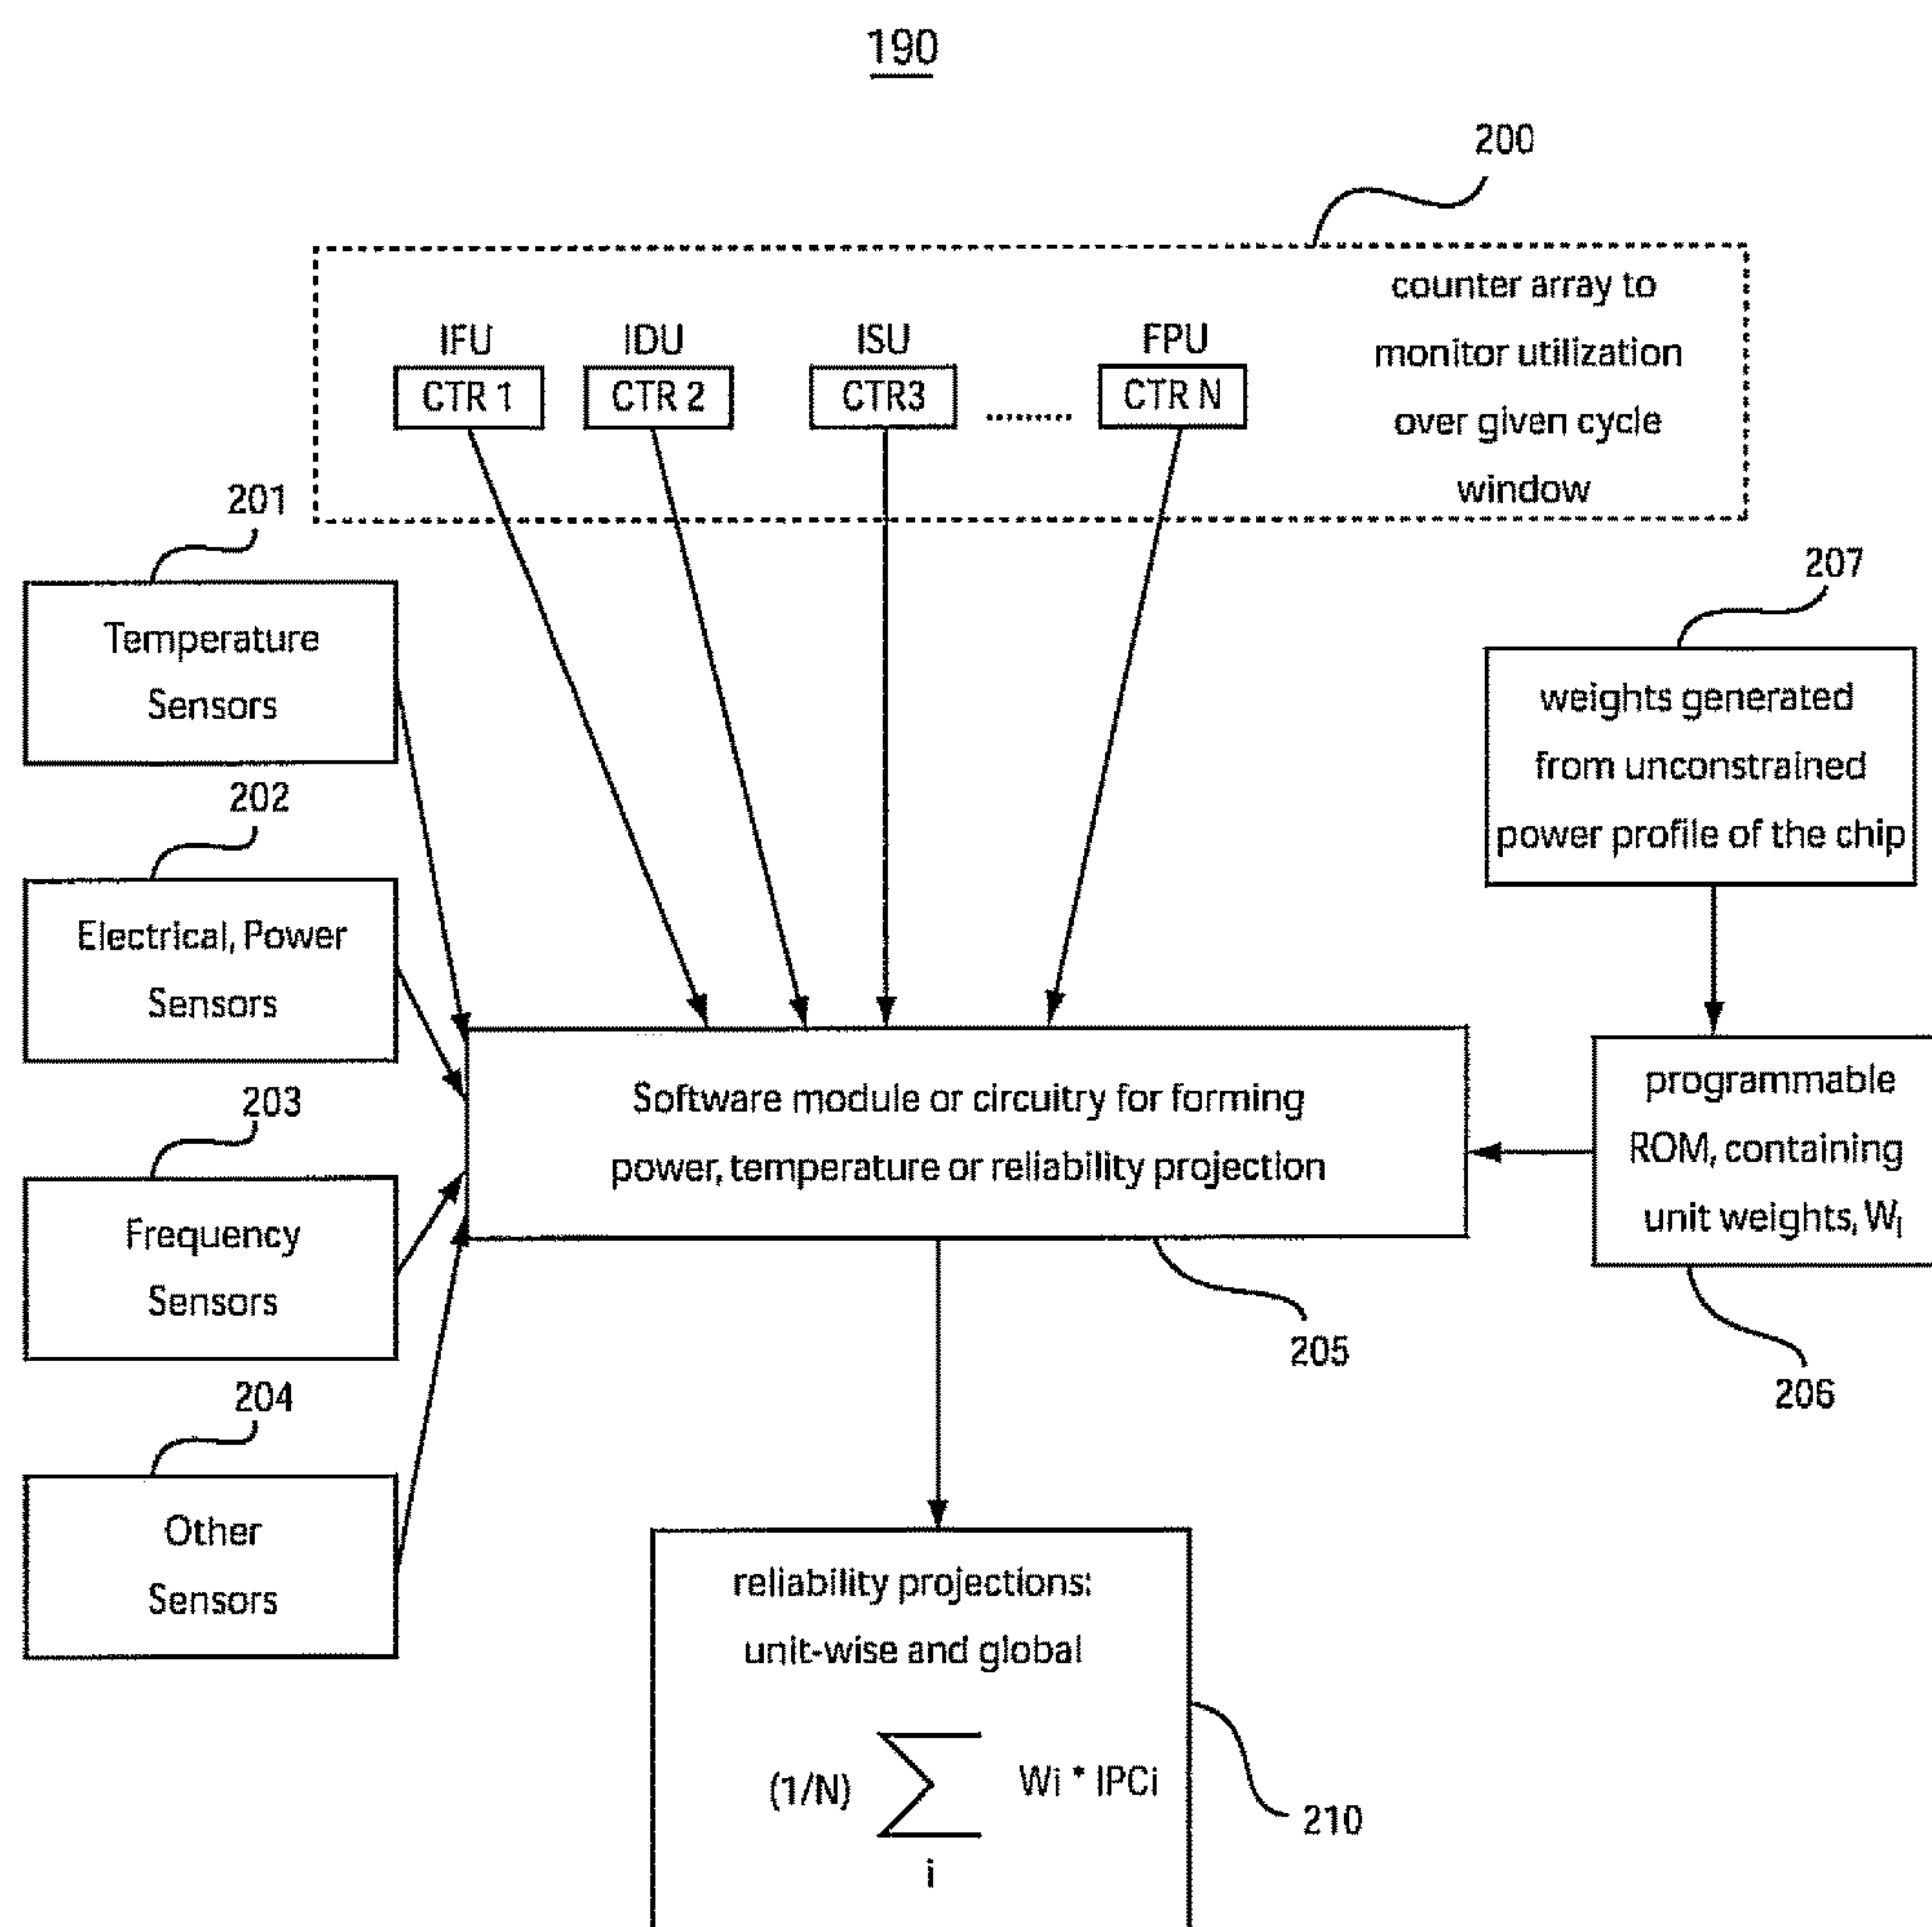 190
200
counter array to
monitor utilization
over given cycle
window
IFU
IDU
ISU
FPU
CTR 1
CTR 2
CTR3
........
CTR N
201
Temperature
Sensors
202
Electrical, Power
Sensors
203
Frequency
Sensors
204
Other
Sensors
207
weights generated
from unconstrained
power profile of the chip
Software module or circuitry for forming
power, temperature or reliability projection
205
programmable
ROM, containing
unit weights, Wi
206
reliability projections:
unit-wise and global
(1/N) ∑ Wi * IPCi
i
210